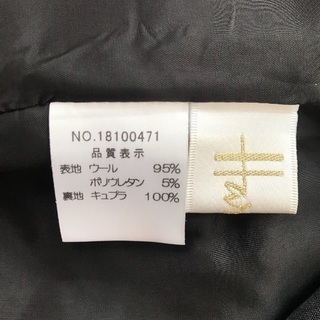 NO.18100471
品質表示
表地 ウール 95%
ポリウレタン 5%
裏地 キュプラ 100%